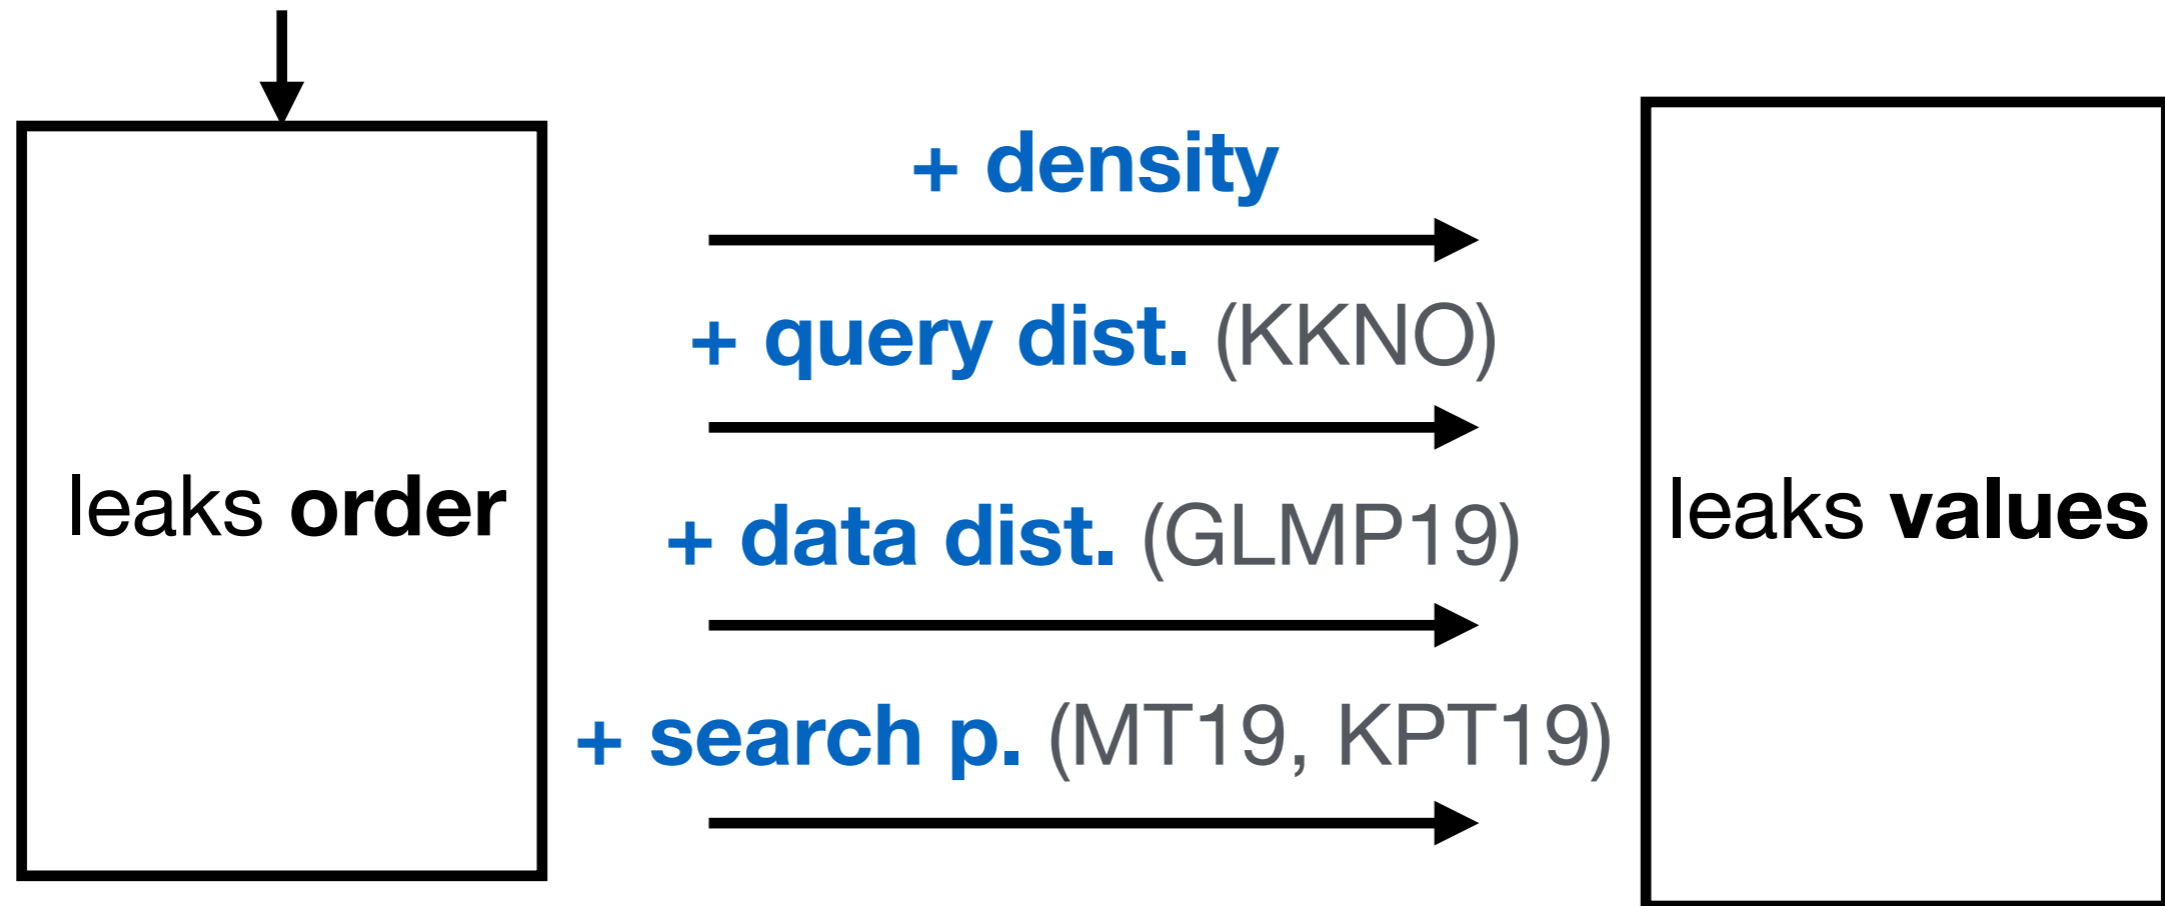 + density
+ query dist. (KKNO)
leaks order
+ data dist. (GLMP19)
leaks values
+ search p. (MT19, KPT19)